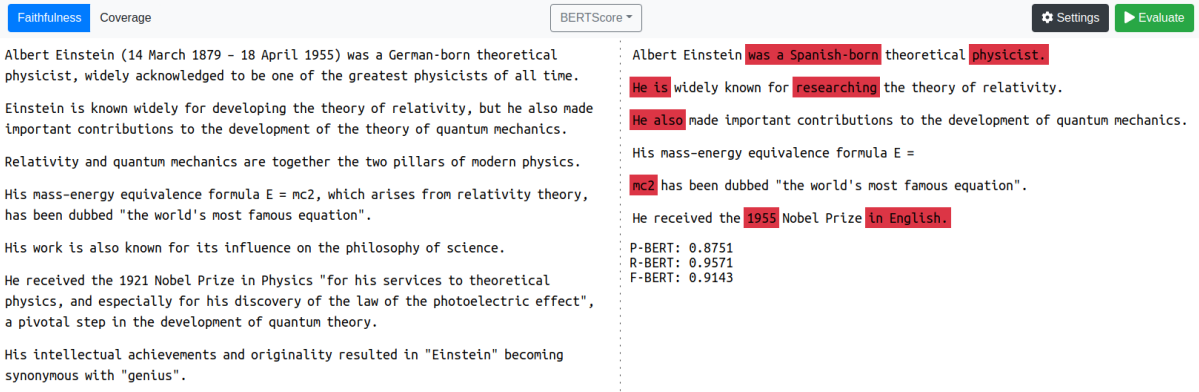 Faithfulness Coverage BERTScore Settings Evaluate
Albert Einstein (14 March 1879 – 18 April 1955) was a German-born theoretical
physicist, widely acknowledged to be one of the greatest physicists of all time.
Einstein is known widely for developing the theory of relativity, but he also made
important contributions to the development of the theory of quantum mechanics.
Relativity and quantum mechanics are together the two pillars of modern physics.
His mass–energy equivalence formula E = mc2, which arises from relativity theory,
has been dubbed "the world's most famous equation".
His work is also known for its influence on the philosophy of science.
He received the 1921 Nobel Prize in Physics "for his services to theoretical
physics, and especially for his discovery of the law of the photoelectric effect",
a pivotal step in the development of quantum theory.
His intellectual achievements and originality resulted in "Einstein" becoming
synonymous with "genius".
Albert Einstein was a Spanish-born theoretical physicist.
He is widely known for researching the theory of relativity.
He also made important contributions to the development of quantum mechanics.
His mass-energy equivalence formula E =
mc2 has been dubbed "the world's most famous equation".
He received the 1955 Nobel Prize in English.
P-BERT: 0.8751
R-BERT: 0.9571
F-BERT: 0.9143